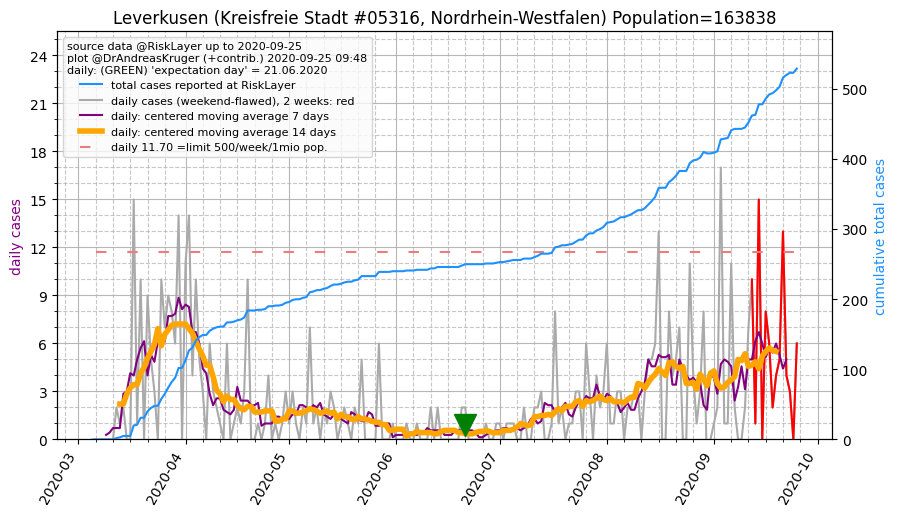 Leverkusen (Kreisfreie Stadt #05316, Nordrhein-Westfalen) Population=163838
source data @RiskLayer up to 2020-09-25
plot @DrAndreasKruger (+contrib.) 2020-09-25 09:48
daily: (GREEN) 'expectation day' = 21.06.2020
total cases reported at RiskLayer
daily cases (weekend-flawed), 2 weeks: red
daily: centered moving average 7 days
daily: centered moving average 14 days
daily 11.70 =limit 500/week/1mio pop.
daily cases
24
21
18
15
12
9
6
3
0
cumulative total cases
500
400
300
200
100
0
2020-03
2020-04
2020-05
2020-06
2020-07
2020-08
2020-09
2020-10